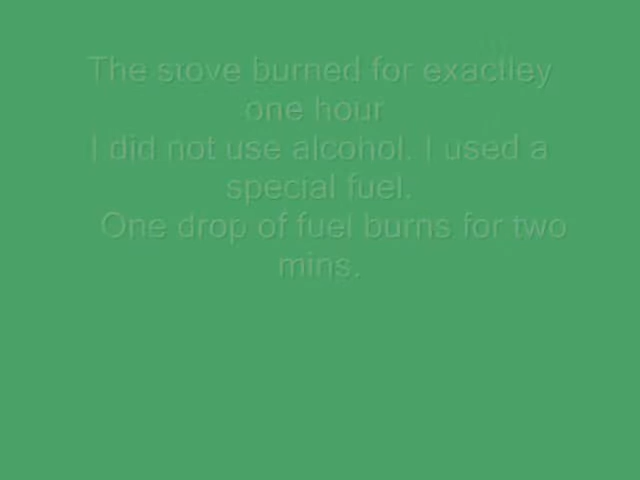 The stove burned for exactlley
one hour
I did not use alcohol. I used a
special fuel.
One drop of fuel burns for two
mins.